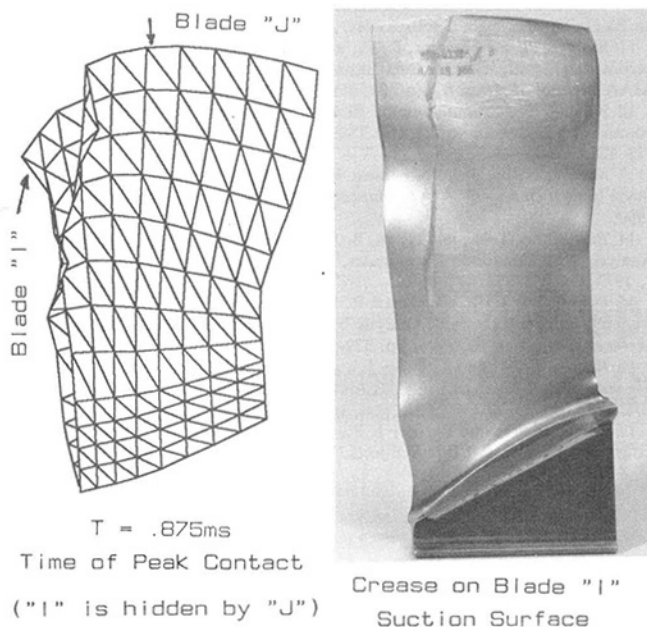 Blade "J"
Blade "I"
T = .875ms
Time of Peak Contact
("I" is hidden by "J")
Crease on Blade "I"
Suction Surface